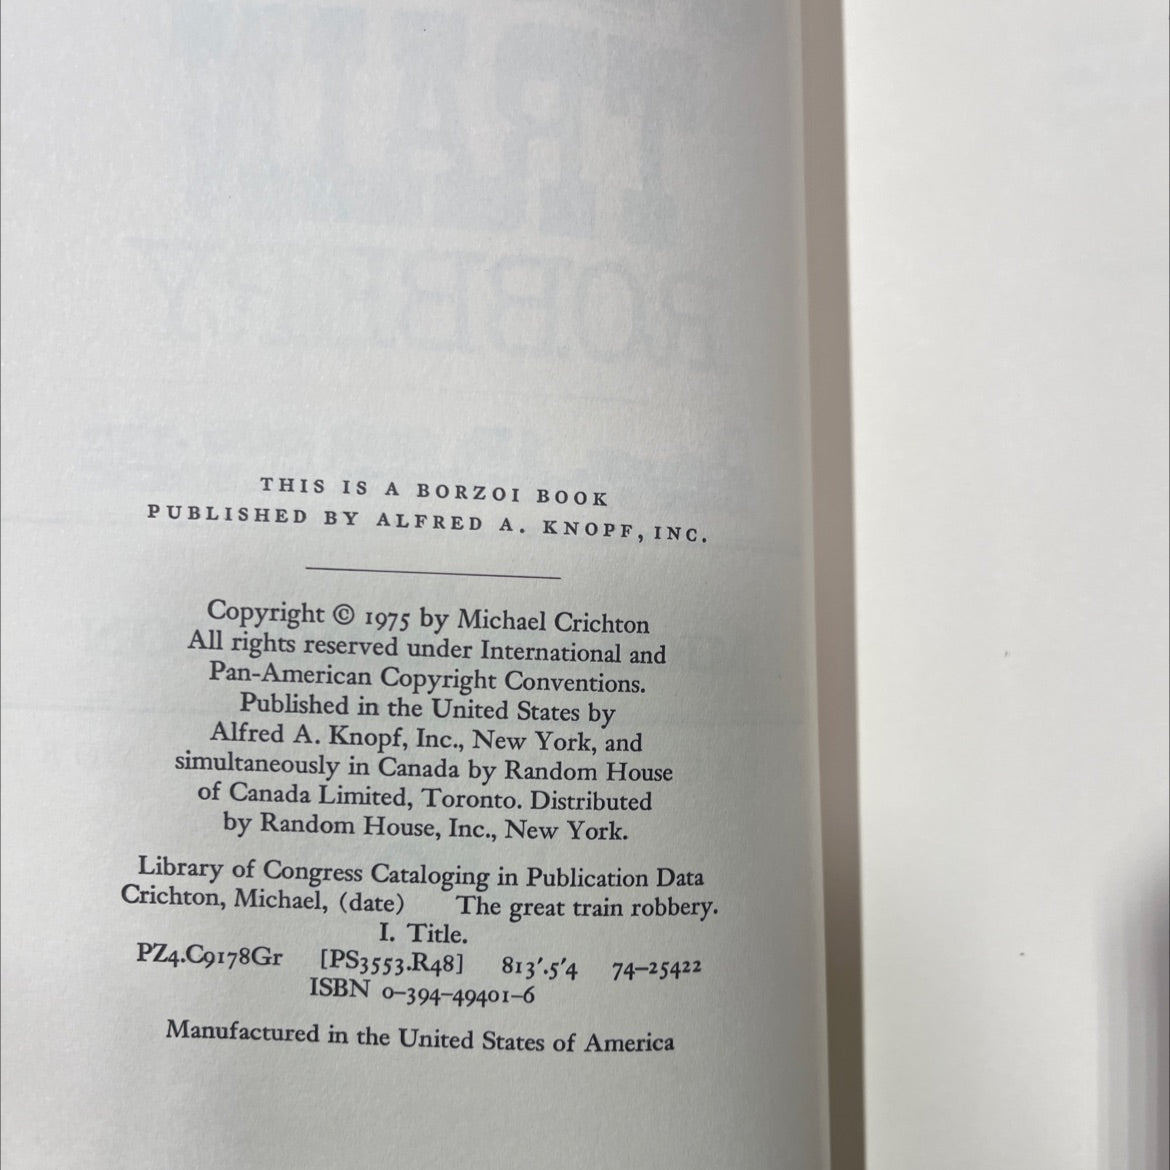 THIS IS A BORZOI BOOK
PUBLISHED BY ALFRED A. KNOPF, INC.
Copyright © 1975 by Michael Crichton
All rights reserved under International and
Pan-American Copyright Conventions.
Published in the United States by
Alfred A. Knopf, Inc., New York, and
simultaneously in Canada by Random House
of Canada Limited, Toronto. Distributed
by Random House, Inc., New York.
Library of Congress Cataloging in Publication Data
Crichton, Michael, (date) The great train robbery.
I. Title.
PZ4.C9178Gr [PS3553.R48] 813'.5'4 74-25422
ISBN 0-394-49401-6
Manufactured in the United States of America